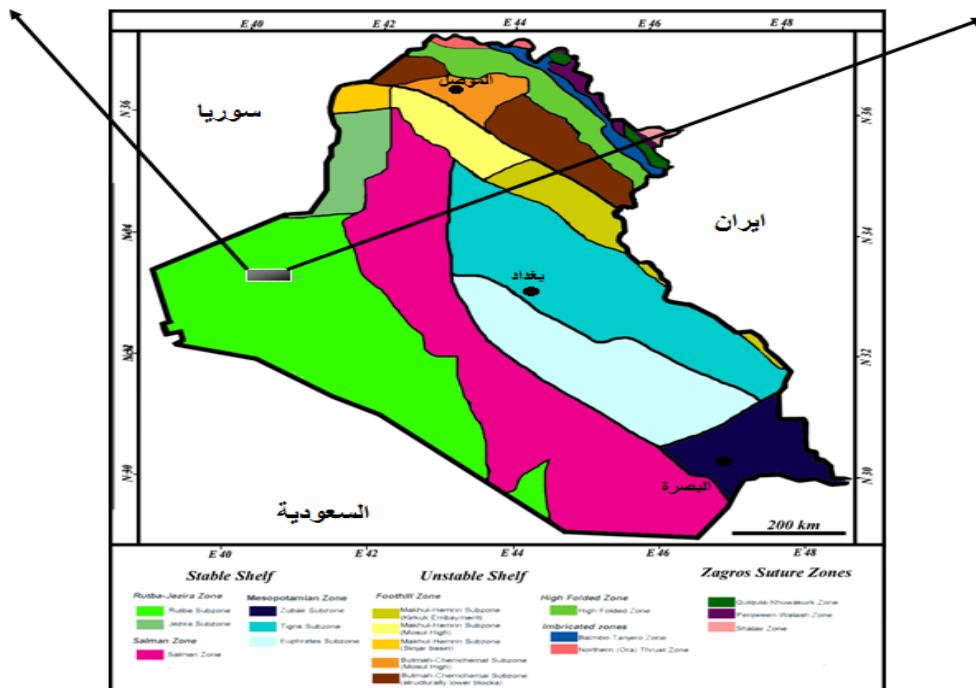 E 40 E 42 E 44 E 46 E 48
N 36 N 36
الموصل
سوريا
ايران
N 34 N 34
بغداد
N 32 N 32
N 30 N 30
البصرة
السعودية
200 km
E 40 E 42 E 44 E 46 E 48
Stable Shelf Unstable Shelf Zagros Suture Zones
Rutba-Jezira Zone
Rutba Subzone
Jezira Subzone
Salman Zone
Salman Zone
Mesopotamian Zone
Zubair Subzone
Tigris Subzone
Euphrates Subzone
Foothill Zone
Makhul-Hemrin Subzone
(Kirkuk Embayment)
Makhul-Hemrin Subzone
(Mosul High)
Makhul-Hemrin Subzone
(Sinjar basin)
Butmah-Chemchemal Subzone
(Mosul High)
Butmah-Chemchemal Subzone
(structurally lower blocks)
High Folded Zone
High Folded Zone
Imbricated zones
Balmbo-Tanjero Zone
Northern (Ora) Thrust Zone
Qulqula-Khuwakurk Zone
Penjween-Walash Zone
Shalair Zone